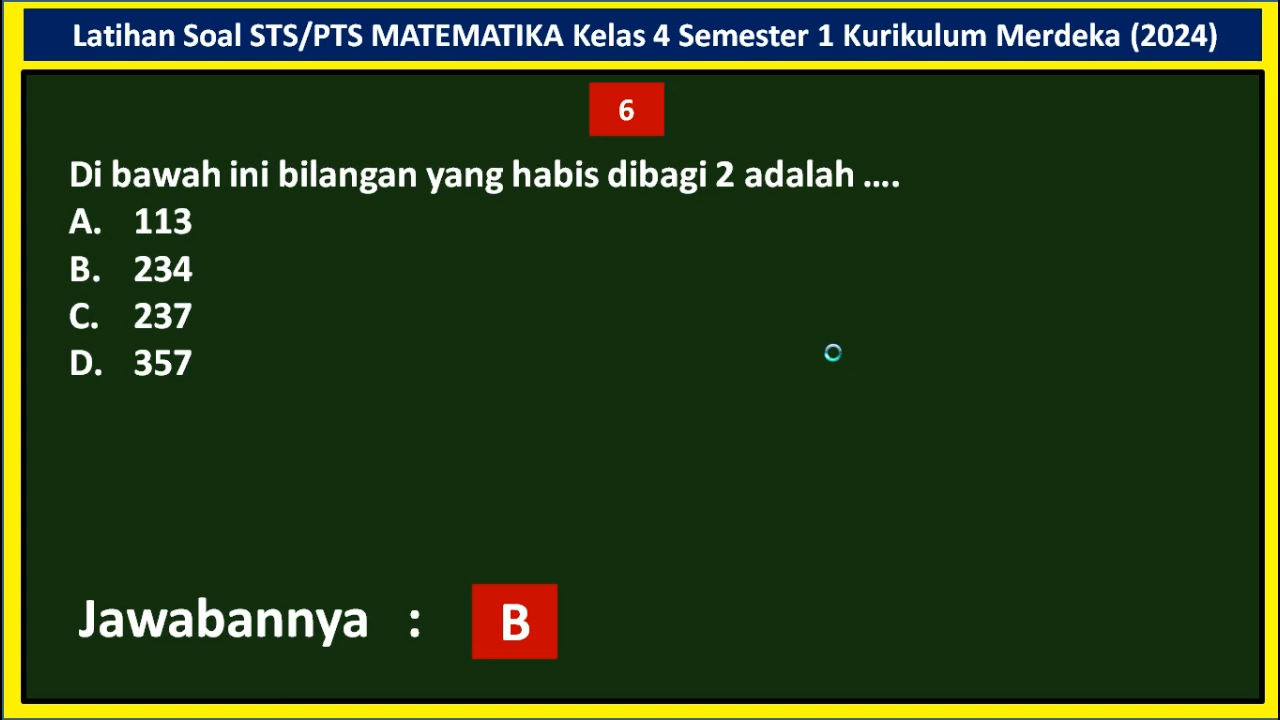 Latihan Soal STS/PTS MATEMATIKA Kelas 4 Semester 1 Kurikulum Merdeka (2024)
6
Di bawah ini bilangan yang habis dibagi 2 adalah ....
A. 113
B. 234
C. 237
D. 357
Jawabannya : B